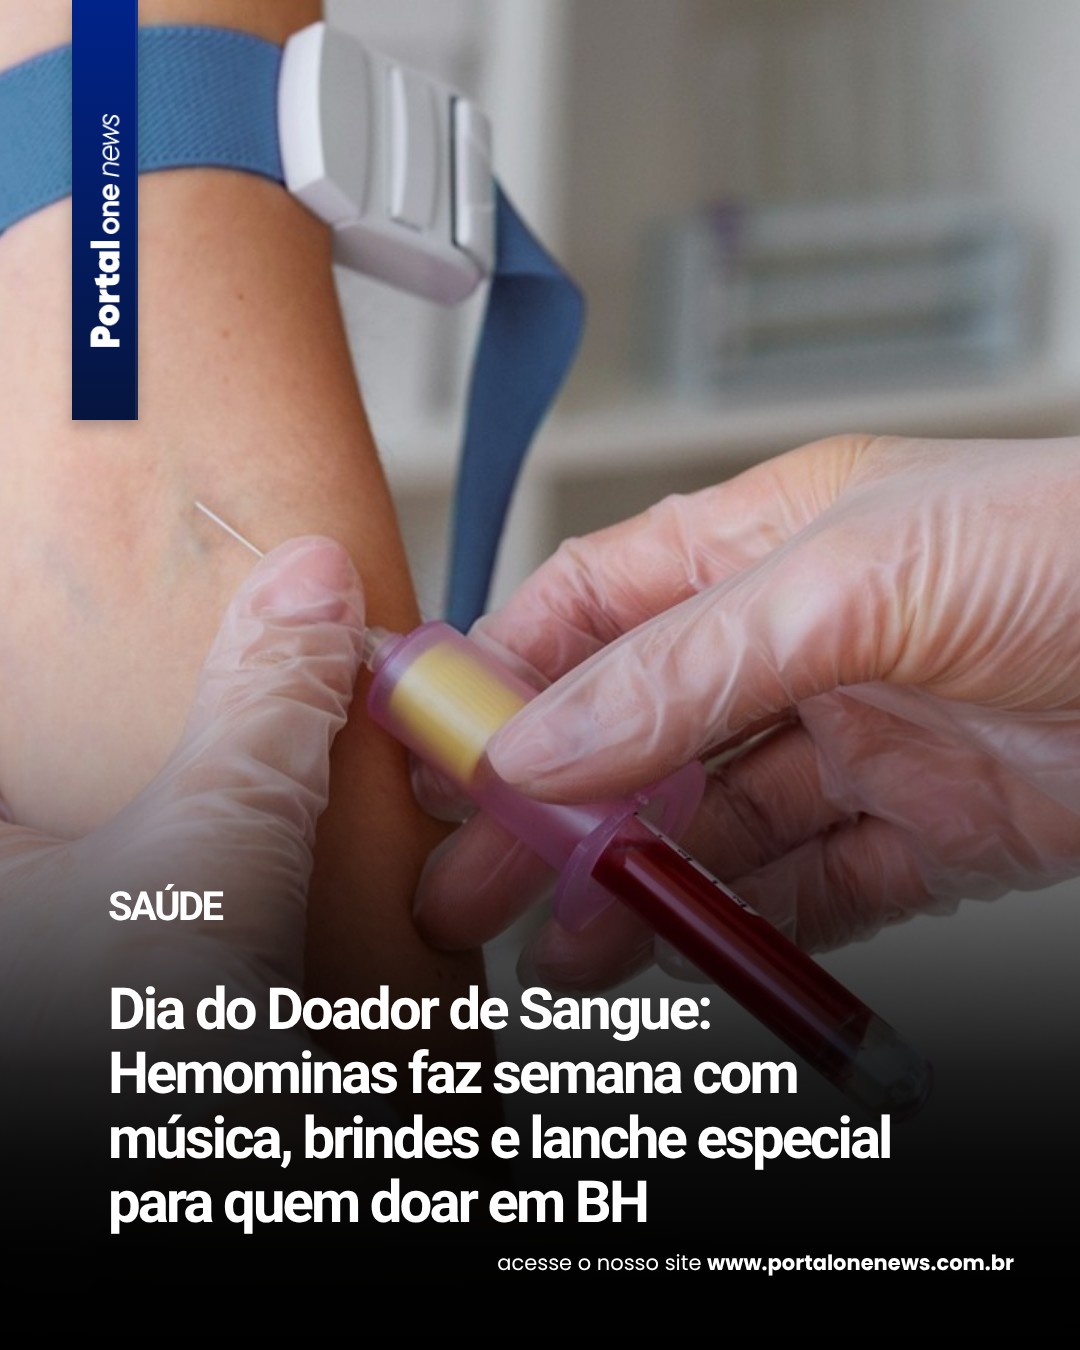 Portal one news
SAÚDE
Dia do Doador de Sangue:
Hemominas faz semana com
música, brindes e lanche especial
para quem doar em BH
acesse o nosso site www.portalonenews.com.br